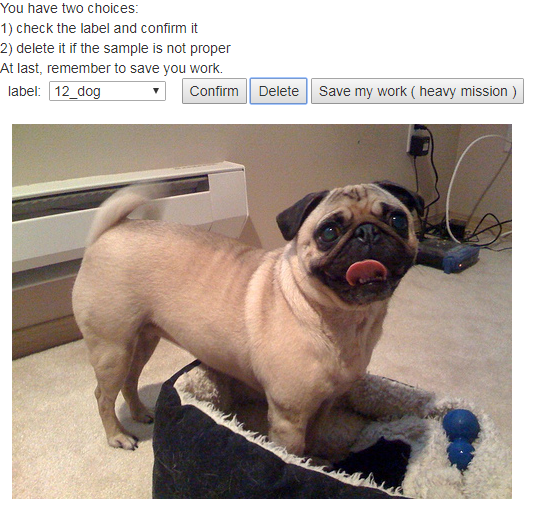 You have two choices:
1) check the label and confirm it
2) delete it if the sample is not proper
At last, remember to save you work.
label: 12_dog Confirm Delete Save my work ( heavy mission )